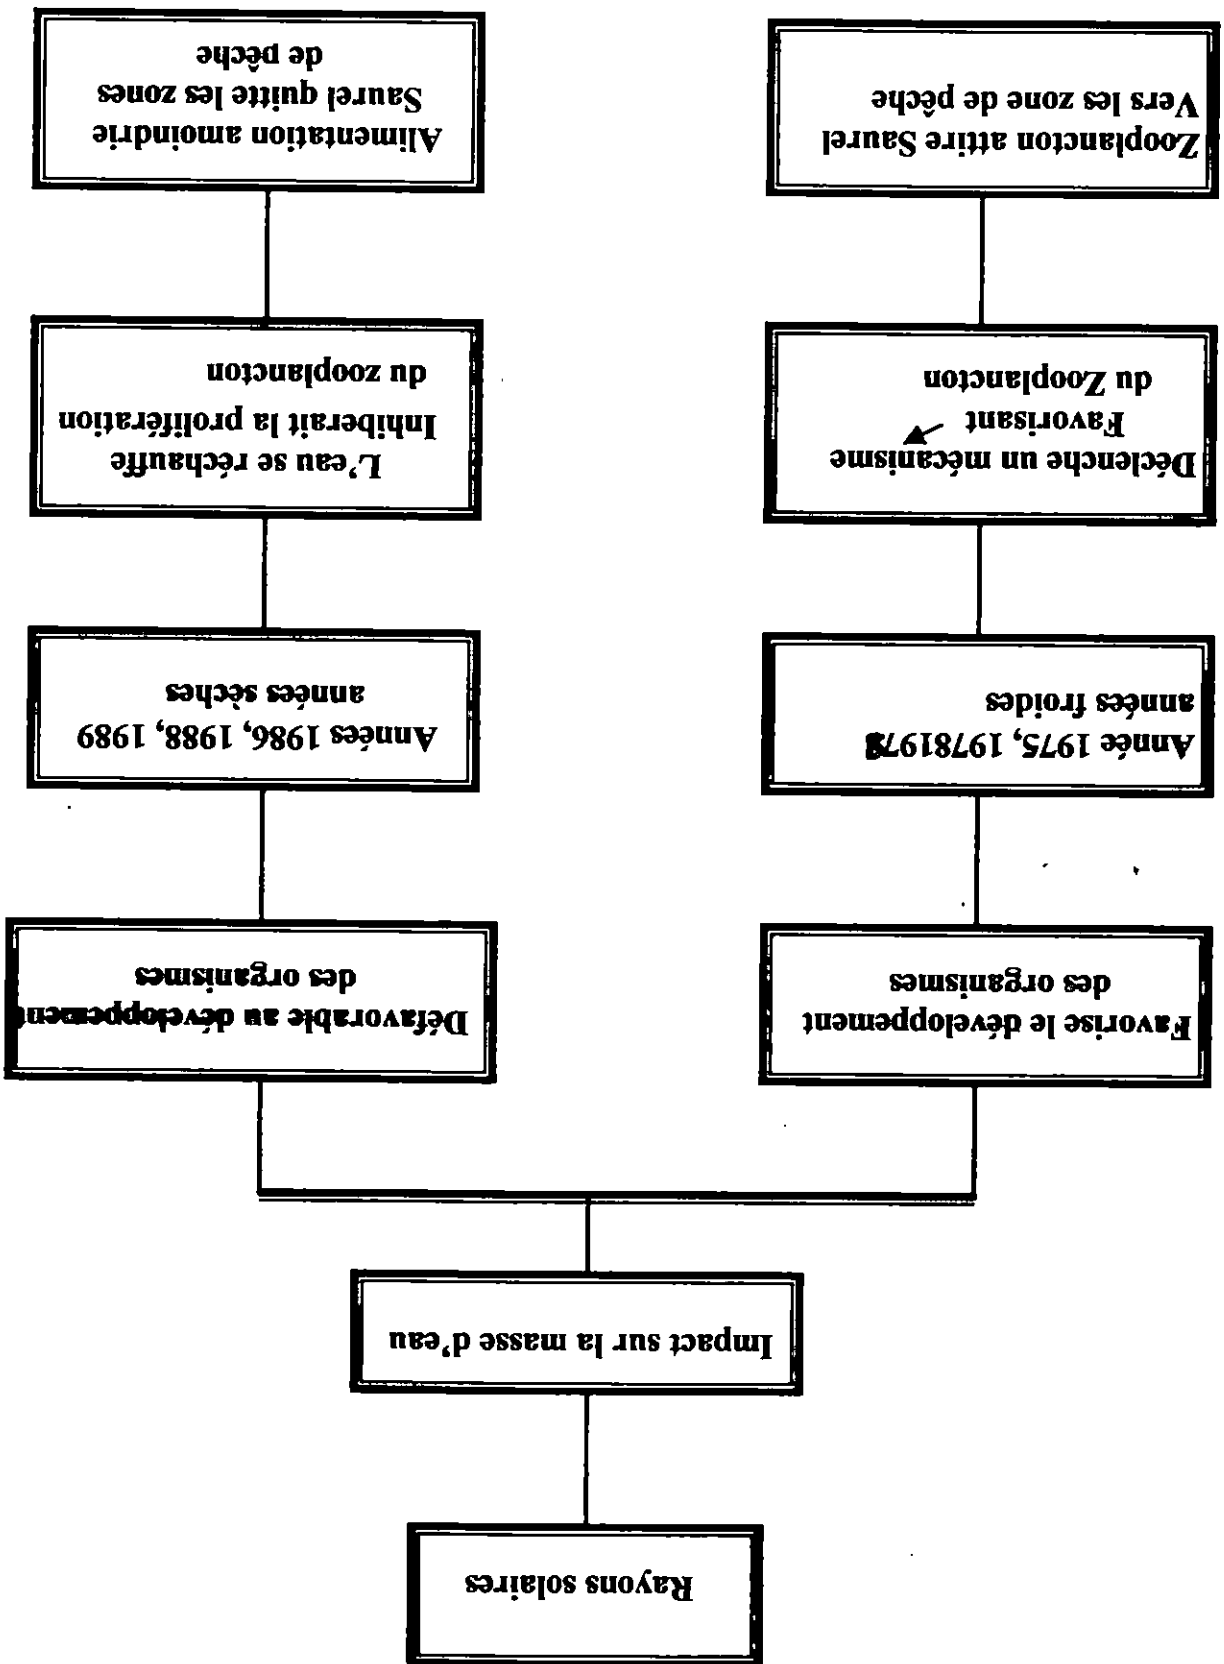 Rayons solaires
Impact sur la masse d'eau
Favorise le développement
des organismes
Défavorable au développement
des organismes
Année 1975, 19781978
années froides
Années 1986, 1988, 1989
années sèches
Déclenche un mécanisme
Favorisant
du Zooplancton
L'eau se réchauffe
Inhiberait la prolifération
du zooplancton
Zooplancton attire Saurel
Vers les zone de pêche
Alimentation amoindrie
Saurel quitte les zones
de pêche